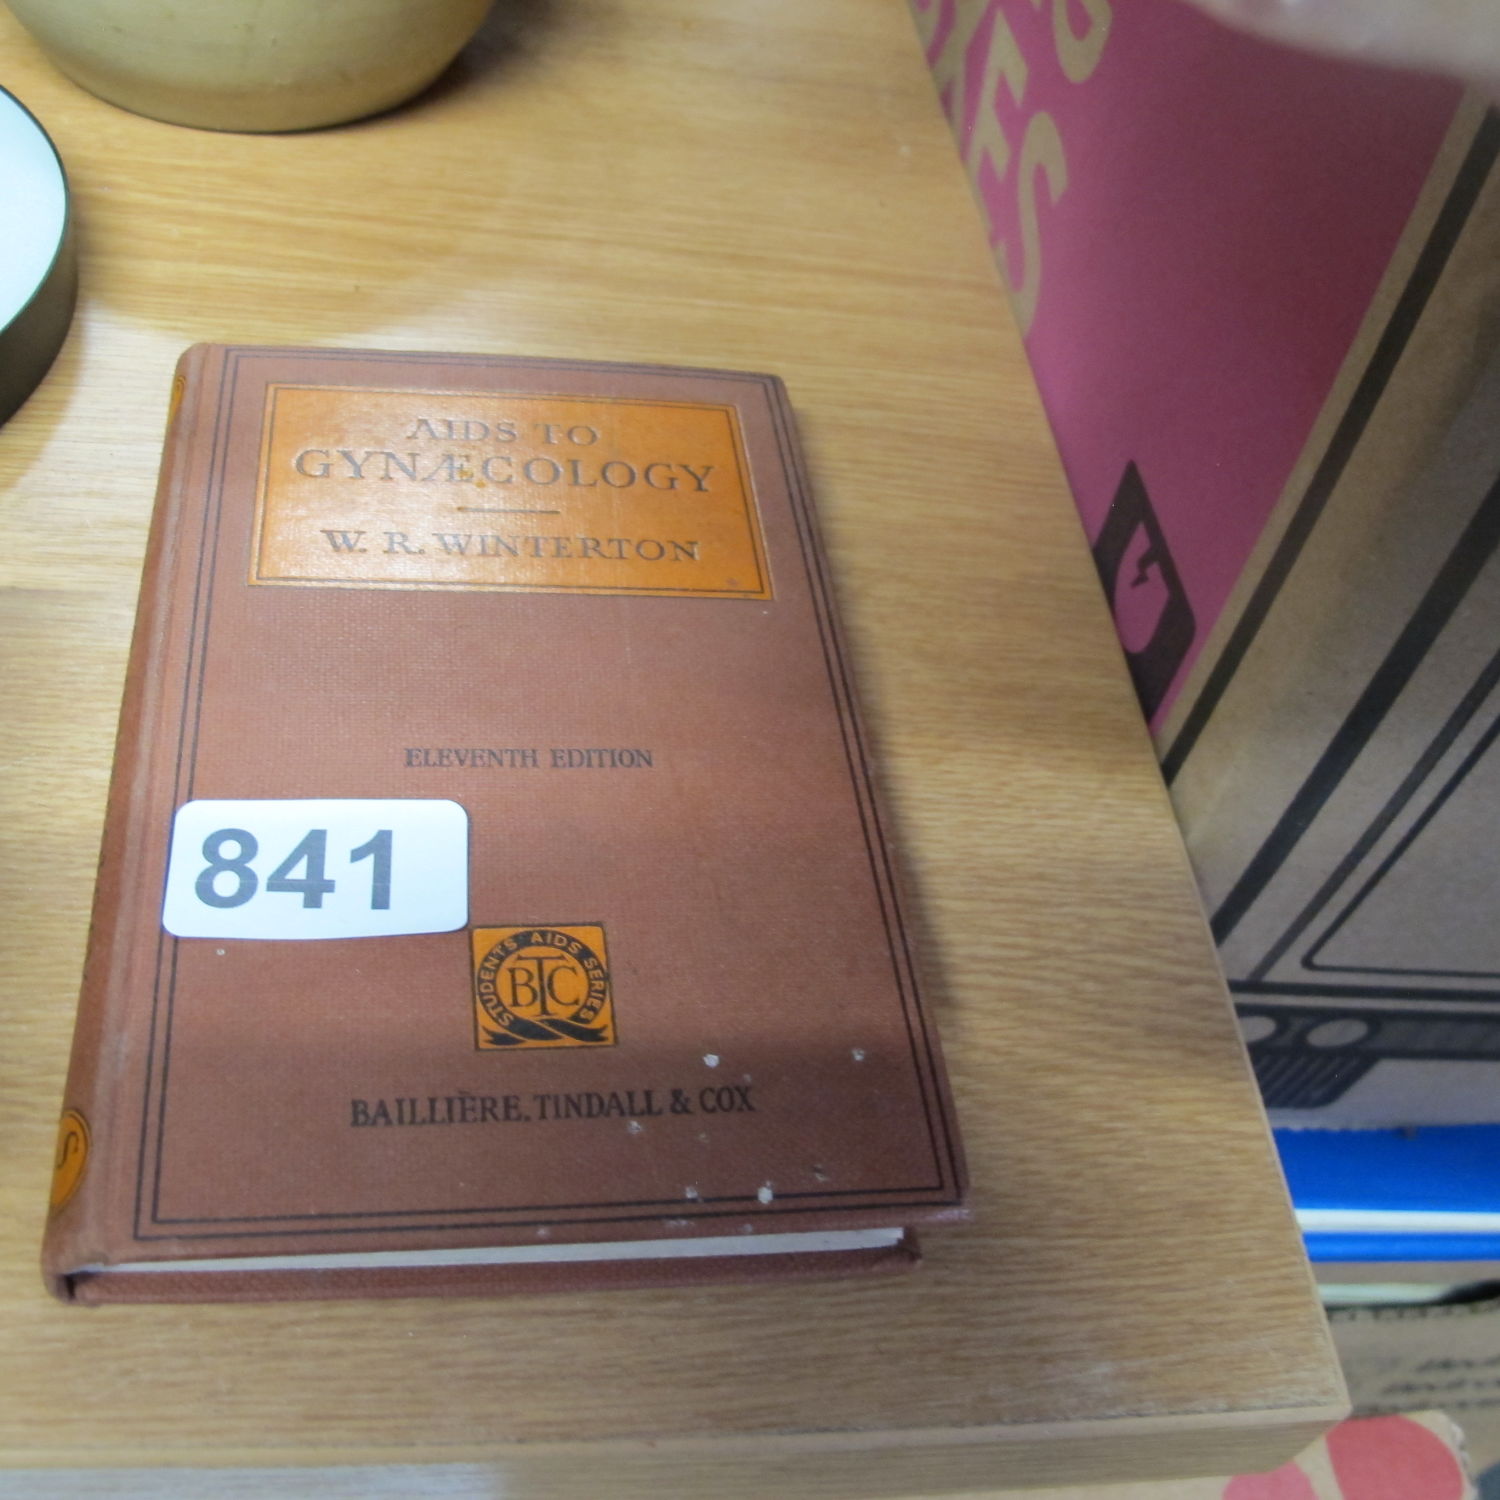 AIDS TO
GYNÆCOLOGY
W. R. WINTERTON
ELEVENTH EDITION
841
STUDENTS' AIDS SERIES
BTC
BAILLIÈRE, TINDALL & COX
S